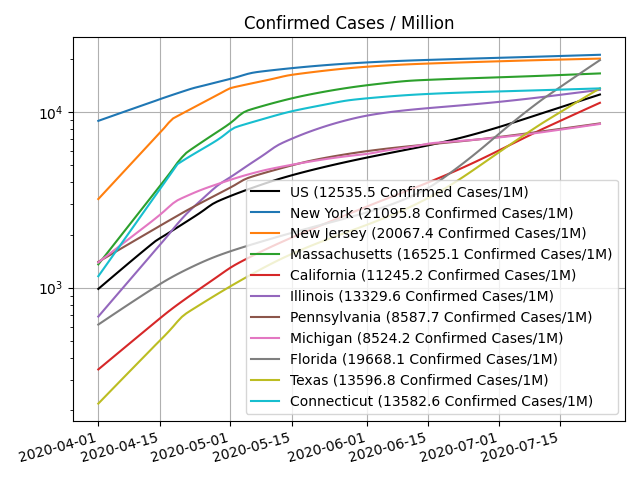 Confirmed Cases / Million
10⁴
10³
US (12535.5 Confirmed Cases/1M)
New York (21095.8 Confirmed Cases/1M)
New Jersey (20067.4 Confirmed Cases/1M)
Massachusetts (16525.1 Confirmed Cases/1M)
California (11245.2 Confirmed Cases/1M)
Illinois (13329.6 Confirmed Cases/1M)
Pennsylvania (8587.7 Confirmed Cases/1M)
Michigan (8524.2 Confirmed Cases/1M)
Florida (19668.1 Confirmed Cases/1M)
Texas (13596.8 Confirmed Cases/1M)
Connecticut (13582.6 Confirmed Cases/1M)
2020-04-01 2020-04-15 2020-05-01 2020-05-15 2020-06-01 2020-06-15 2020-07-01 2020-07-15